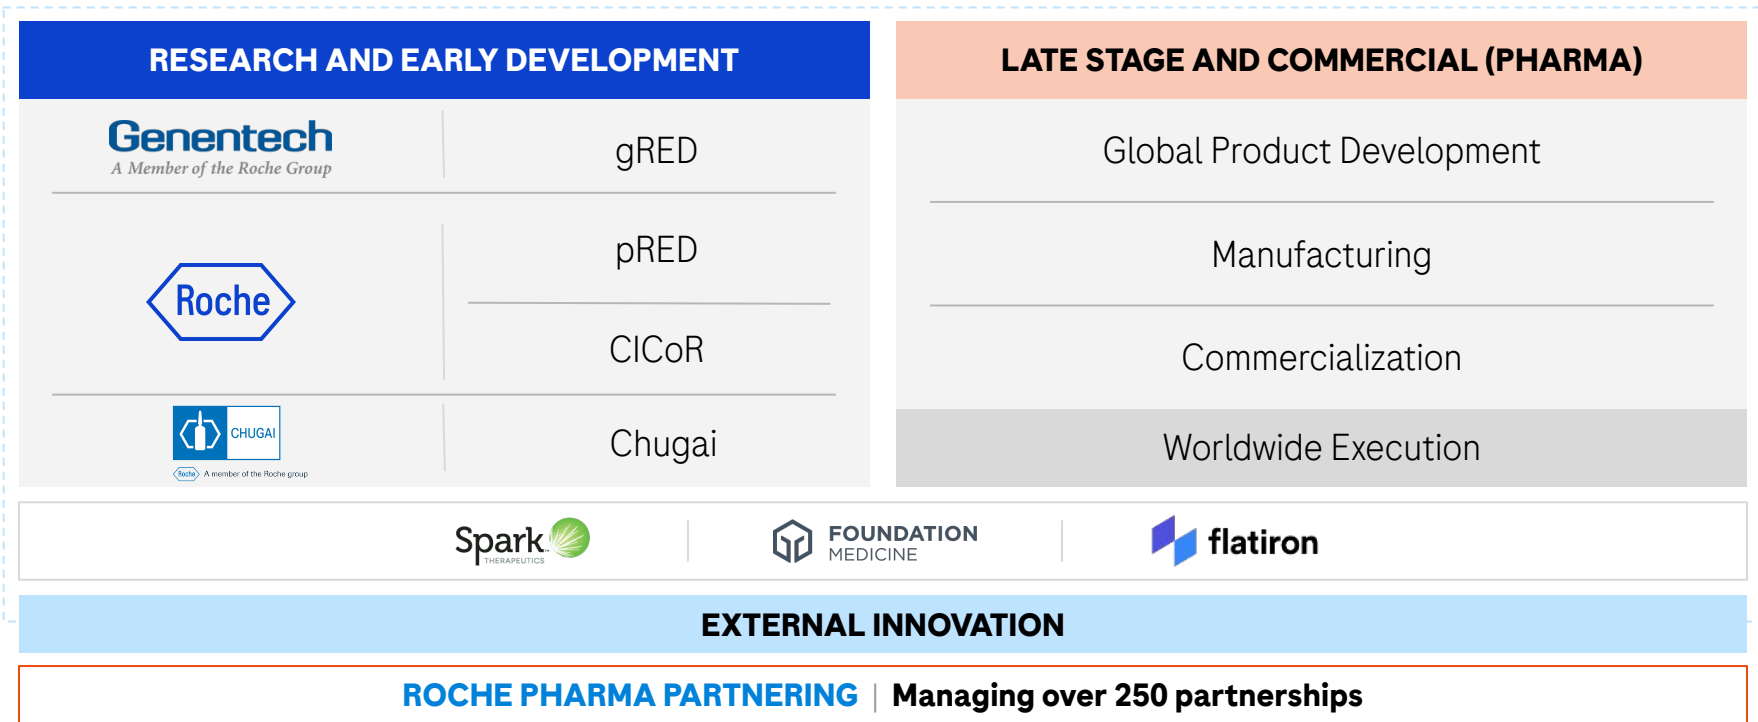 RESEARCH AND EARLY DEVELOPMENT
Genentech
A Member of the Roche Group
gRED
Roche
pRED
CICoR
CHUGAI
Roche A member of the Roche group
Chugai
LATE STAGE AND COMMERCIAL (PHARMA)
Global Product Development
Manufacturing
Commercialization
Worldwide Execution
Spark
THERAPEUTICS
FOUNDATION
MEDICINE
flatiron
EXTERNAL INNOVATION
ROCHE PHARMA PARTNERING | Managing over 250 partnerships